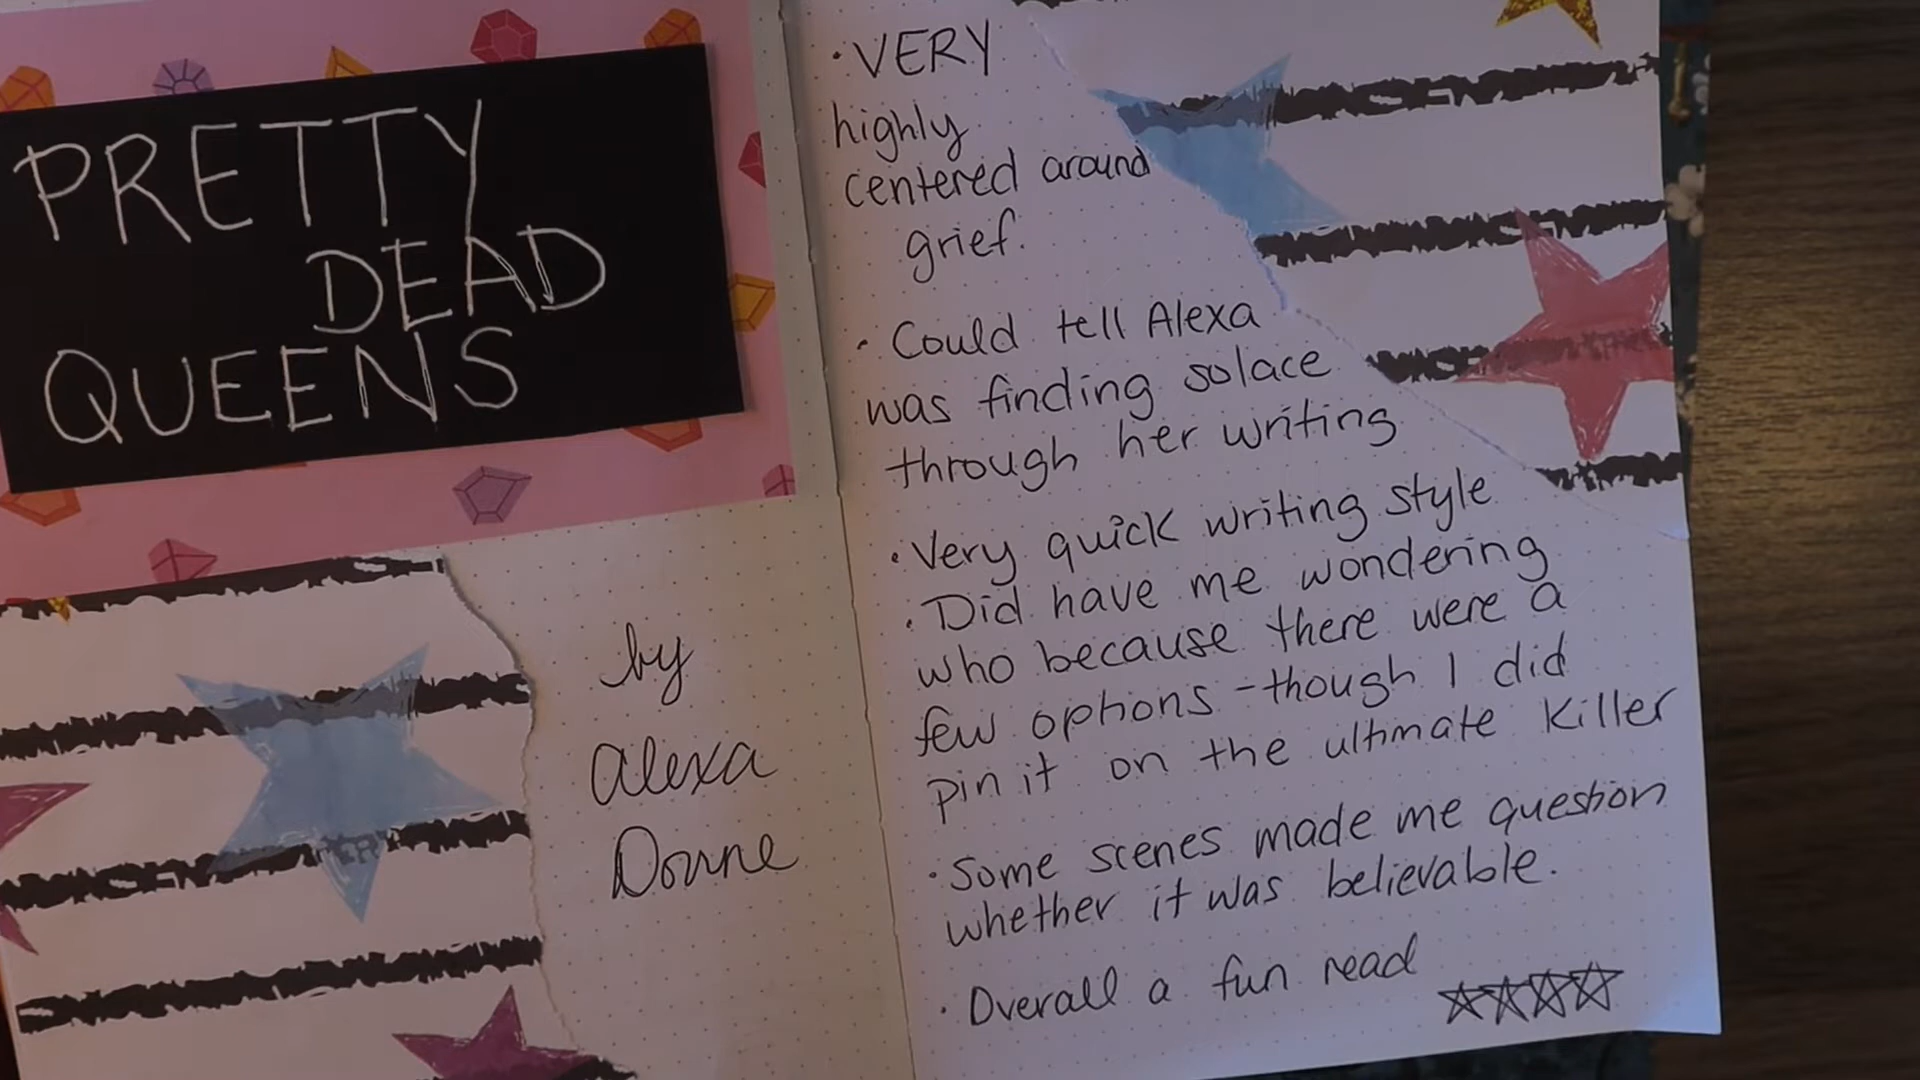 PRETTY
DEAD
QUEENS
by
Alexa
Donne
· VERY
highly
centered around
grief.
· Could tell Alexa
was finding solace
through her writing
· Very quick writing style
· Did have me wondering
who because there were a
few options - though I did
pin it on the ultimate killer
· Some scenes made me question
whether it was believable.
· Overall a fun read